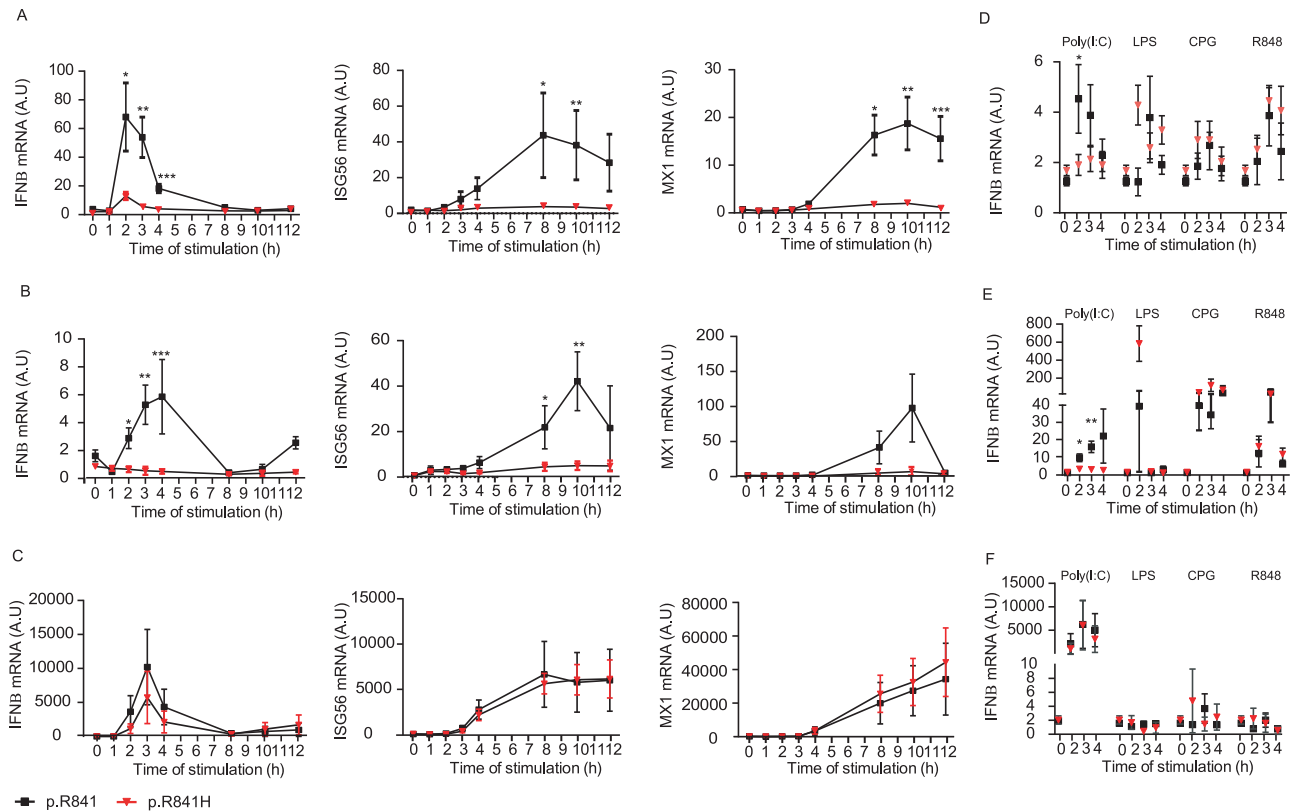 A
IFNB mRNA (A.U)
100
80
60
40
20
0
*
**
***
0 1 2 3 4 5 6 7 8 9 10 11 12
Time of stimulation (h)
ISG56 mRNA (A.U)
80
60
40
20
0
*
**
0 1 2 3 4 5 6 7 8 9 10 11 12
Time of stimulation (h)
MX1 mRNA (A.U)
30
20
10
0
*
**
***
0 1 2 3 4 5 6 7 8 9 10 11 12
Time of stimulation (h)
B
IFNB mRNA (A.U)
10
8
6
4
2
0
*
**
***
0 1 2 3 4 5 6 7 8 9 10 11 12
Time of stimulation (h)
ISG56 mRNA (A.U)
60
40
20
0
*
**
0 1 2 3 4 5 6 7 8 9 10 11 12
Time of stimulation (h)
MX1 mRNA (A.U)
200
150
100
50
0
0 1 2 3 4 5 6 7 8 9 10 11 12
Time of stimulation (h)
C
IFNB mRNA (A.U)
20000
15000
10000
5000
0
0 1 2 3 4 5 6 7 8 9 10 11 12
Time of stimulation (h)
ISG56 mRNA (A.U)
15000
10000
5000
0
0 1 2 3 4 5 6 7 8 9 10 11 12
Time of stimulation (h)
MX1 mRNA (A.U)
100000
80000
60000
40000
20000
0
0 1 2 3 4 5 6 7 8 9 10 11 12
Time of stimulation (h)
p.R841 p.R841H
D
Poly(I:C) LPS CPG R848
IFNB mRNA (A.U)
6
4
2
0
*
0 2 3 4 0 2 3 4 0 2 3 4 0 2 3 4
Time of stimulation (h)
E
Poly(I:C) LPS CPG R848
IFNB mRNA (A.U)
800
600
400
200
50
40
30
20
10
0
*
**
0 2 3 4 0 2 3 4 0 2 3 4 0 2 3 4
Time of stimulation (h)
F
Poly(I:C) LPS CPG R848
IFNB mRNA (A.U)
15000
10000
5000
12
10
8
6
4
2
0
0 2 3 4 0 2 3 4 0 2 3 4 0 2 3 4
Time of stimulation (h)